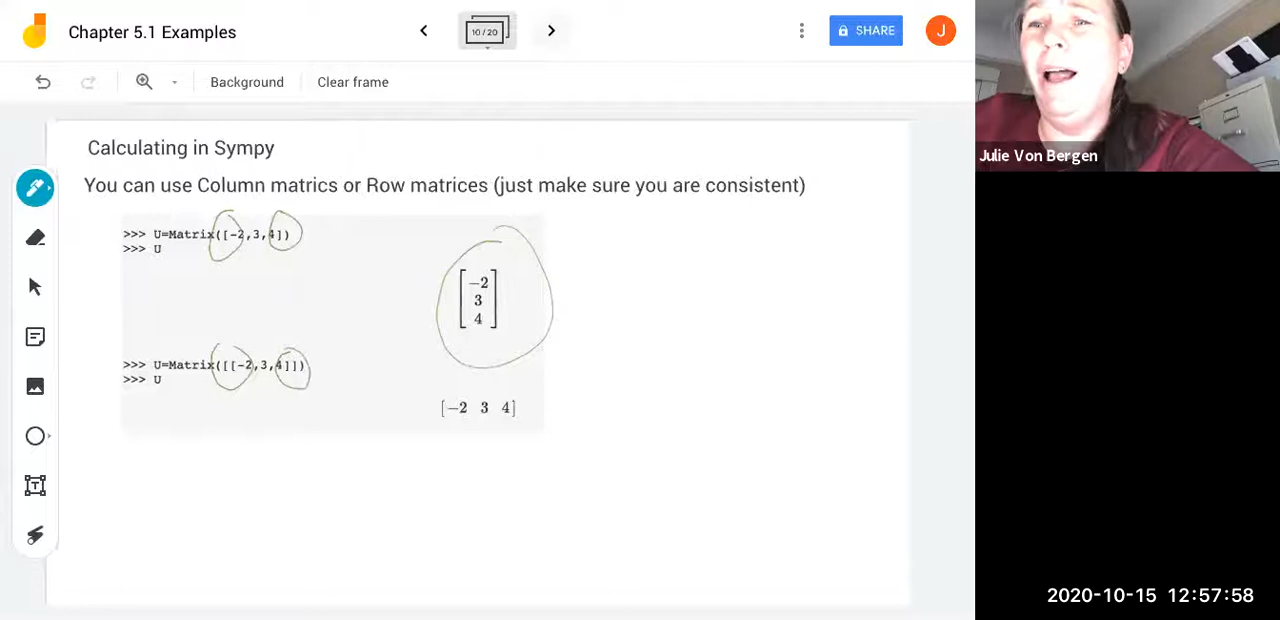 Chapter 5.1 Examples
10 / 20
SHARE
J
Background
Clear frame
Julie Von Bergen
Calculating in Sympy
You can use Column matrics or Row matrices (just make sure you are consistent)
>>> U=Matrix([-2,3,4])
>>> U
[-2
3
4]
>>> U=Matrix([[-2,3,4]])
>>> U
[-2 3 4]
2020-10-15 12:57:58